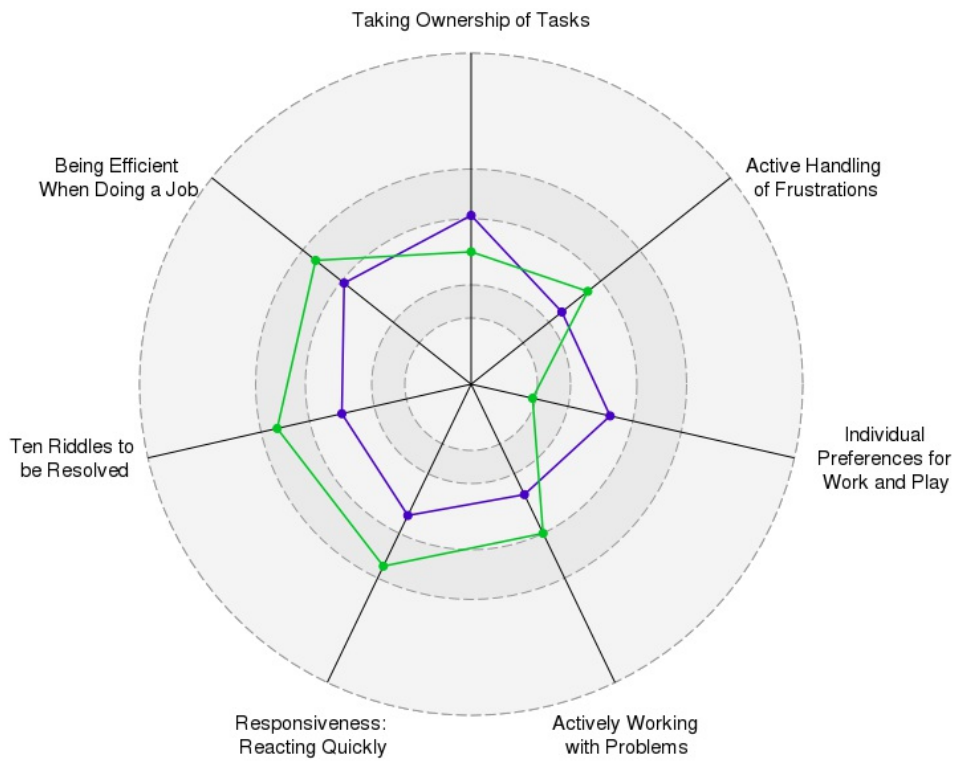 Taking Ownership of Tasks
Being Efficient
When Doing a Job
Active Handling
of Frustrations
Ten Riddles to
be Resolved
Individual
Preferences for
Work and Play
Responsiveness:
Reacting Quickly
Actively Working
with Problems